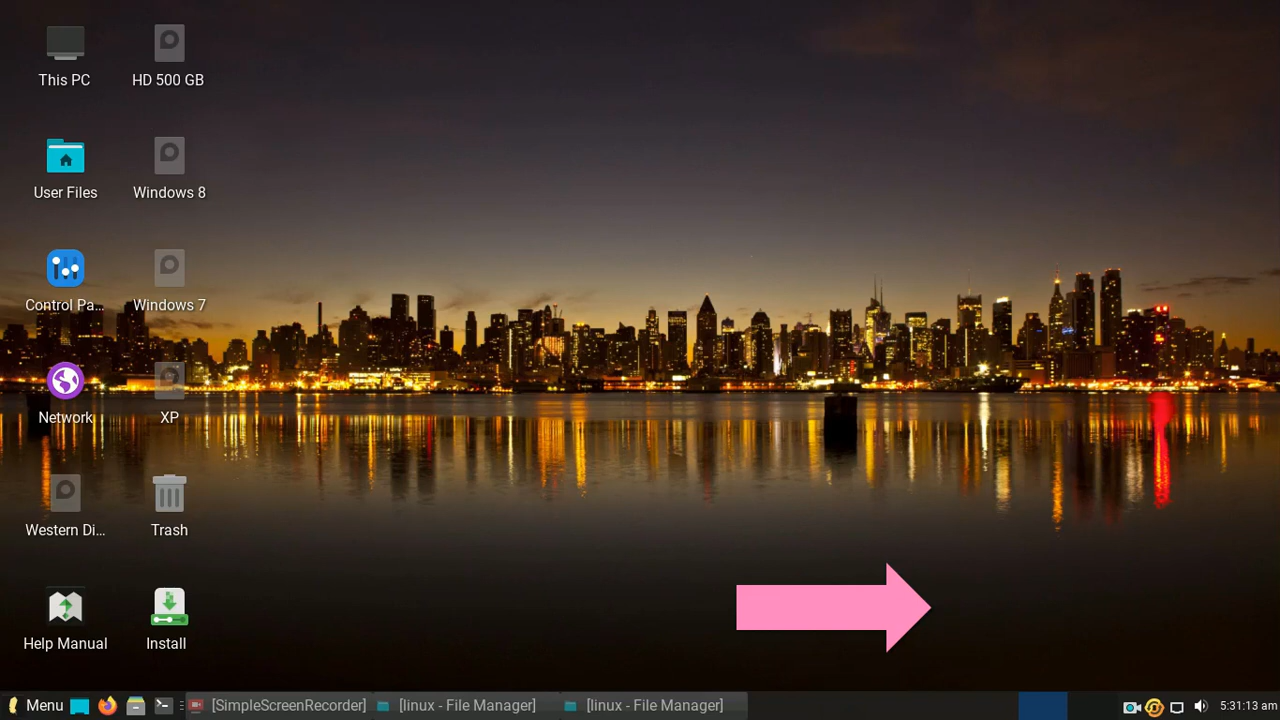 This PC
HD 500 GB
User Files
Windows 8
Control Pa...
Windows 7
Network
XP
Western Di...
Trash
Help Manual
Install
Menu
[SimpleScreenRecorder]
[linux - File Manager]
[linux - File Manager]
5:31:13 am